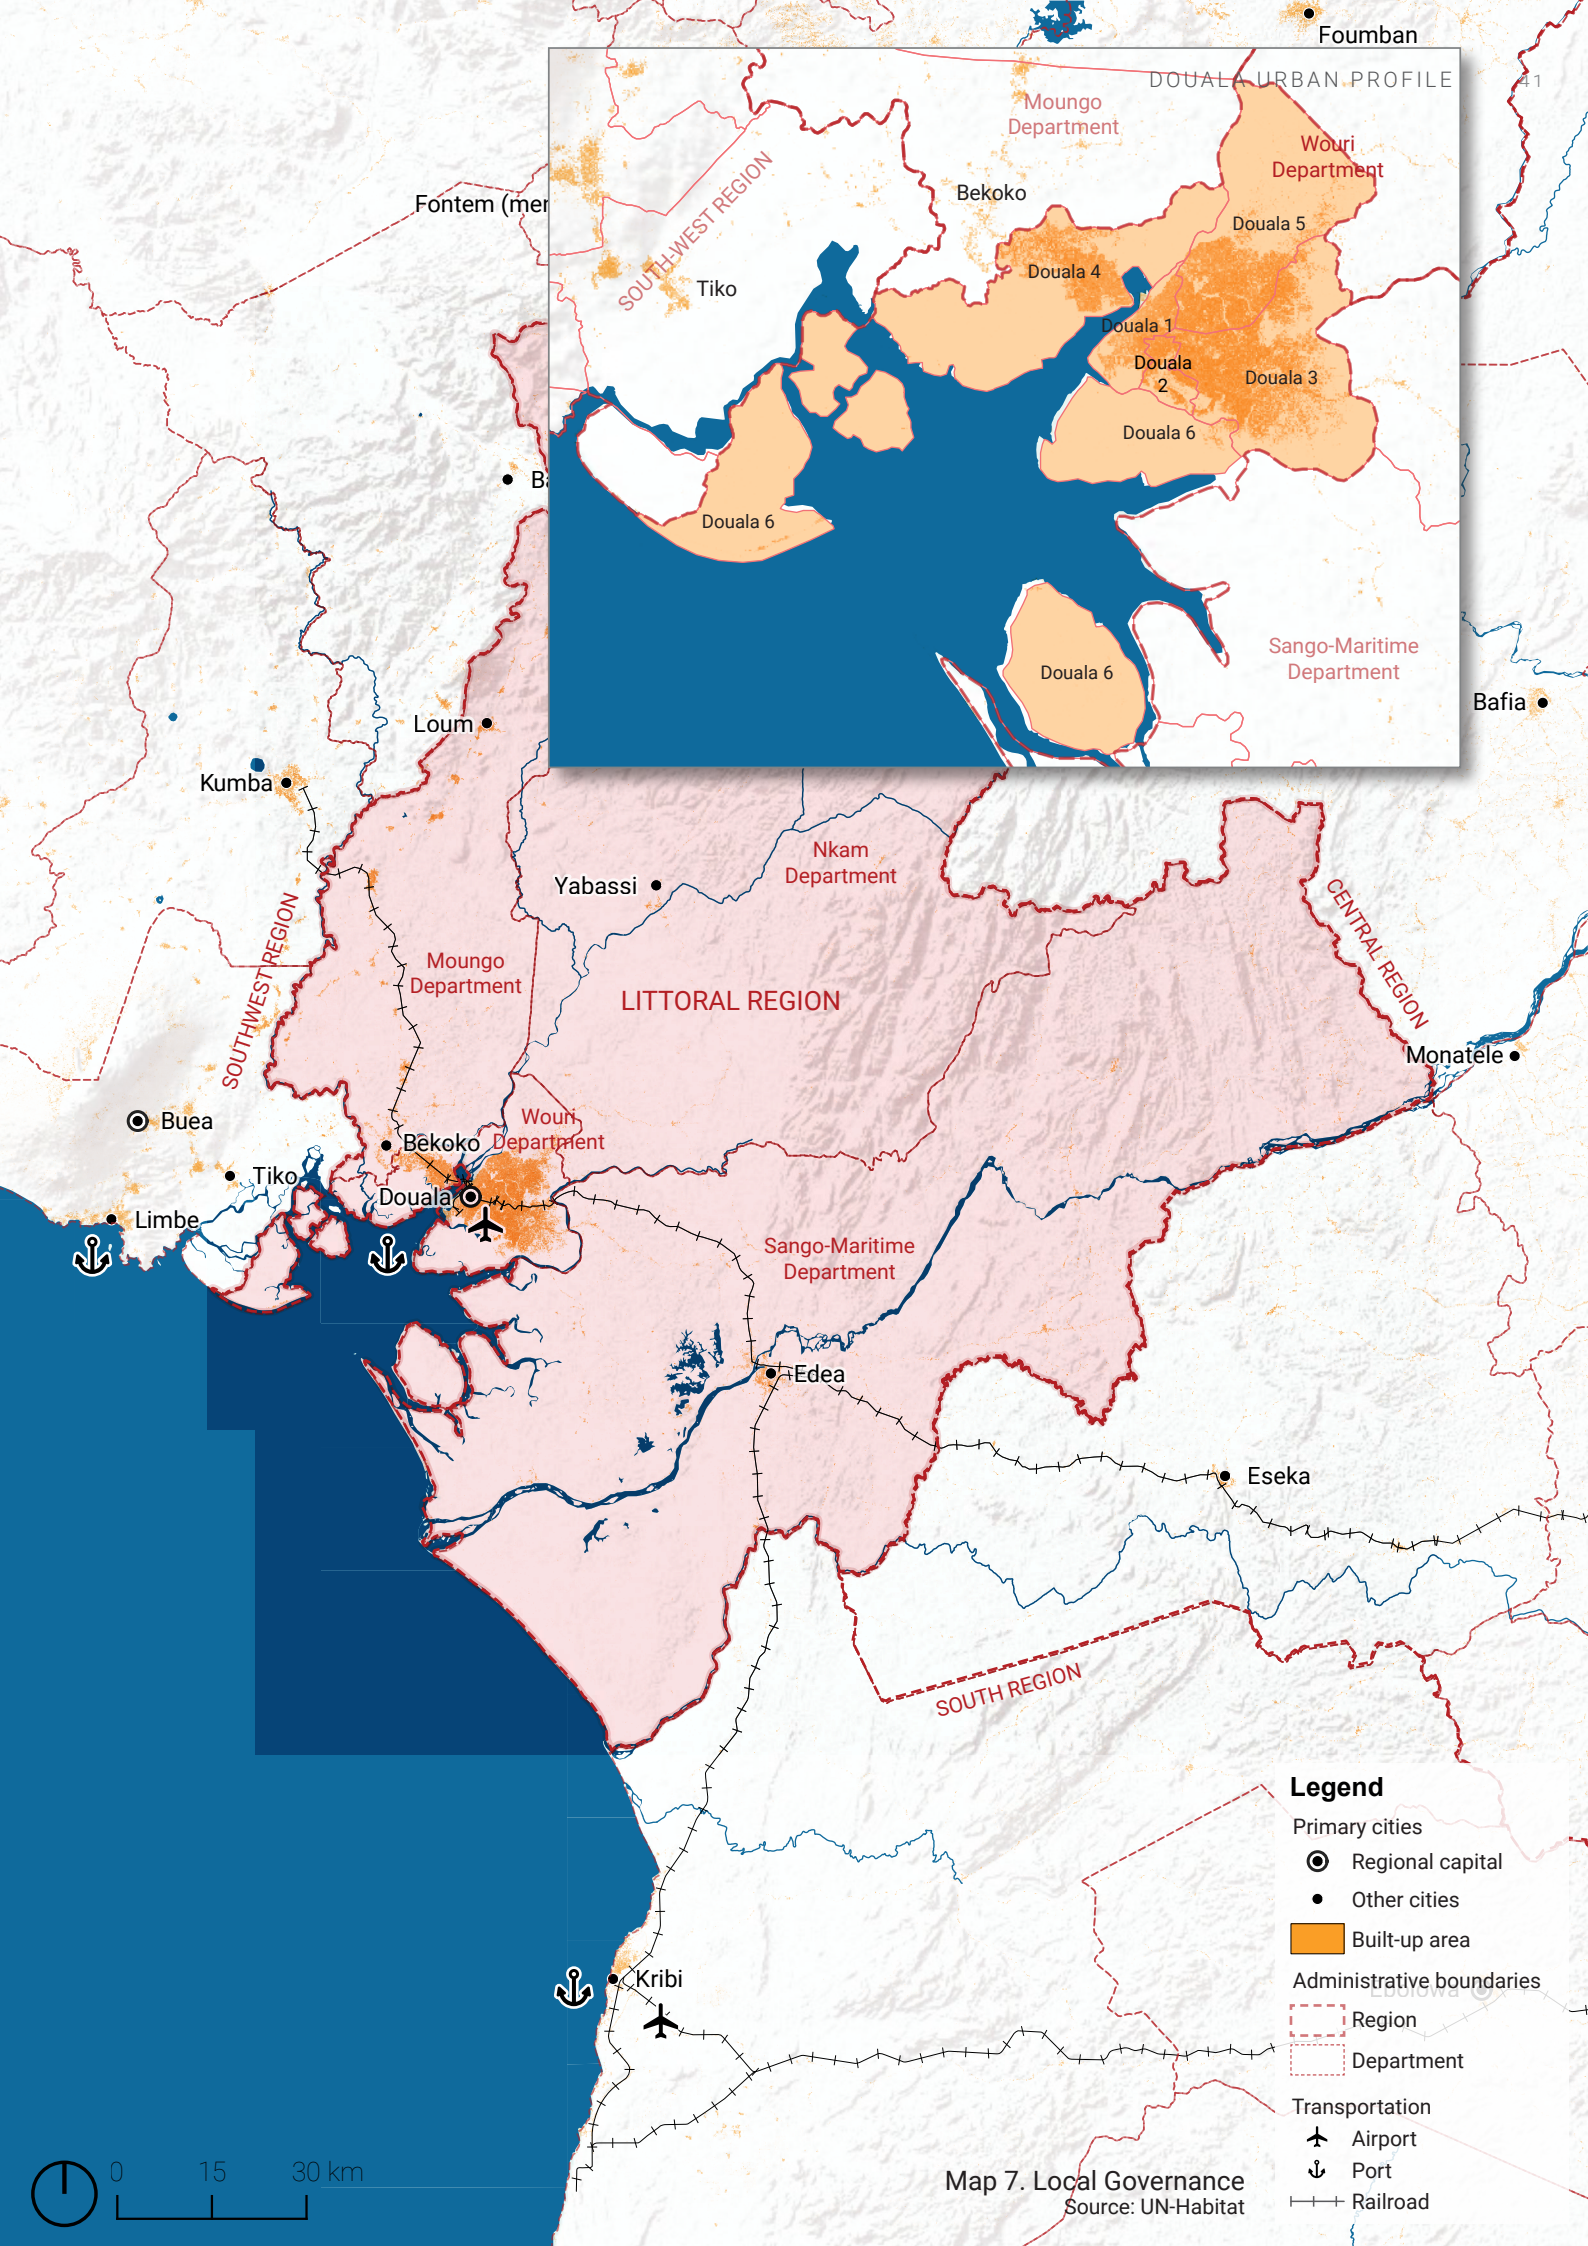 Foumban
DOUALA URBAN PROFILE
41
Moungo
Department
Wouri
Department
SOUTH-WEST REGION
Bekoko
Fontem (mer
Douala 5
Douala 4
Tiko
Douala 1
Douala
2
Douala 3
Douala 6
Ba
Douala 6
Sango-Maritime
Department
Douala 6
Bafia
Loum
Kumba
Nkam
Department
Yabassi
CENTRAL REGION
SOUTHWEST REGION
Moungo
Department
LITTORAL REGION
Monatele
Buea
Wouri
Department
Bekoko
Tiko
Douala
Limbe
Sango-Maritime
Department
Edea
Eseka
SOUTH REGION
Legend
Primary cities
Regional capital
Other cities
Built-up area
Administrative boundaries
Ebolowa
Kribi
Region
Department
Transportation
Airport
Port
Railroad
0 15 30 km
Map 7. Local Governance
Source: UN-Habitat